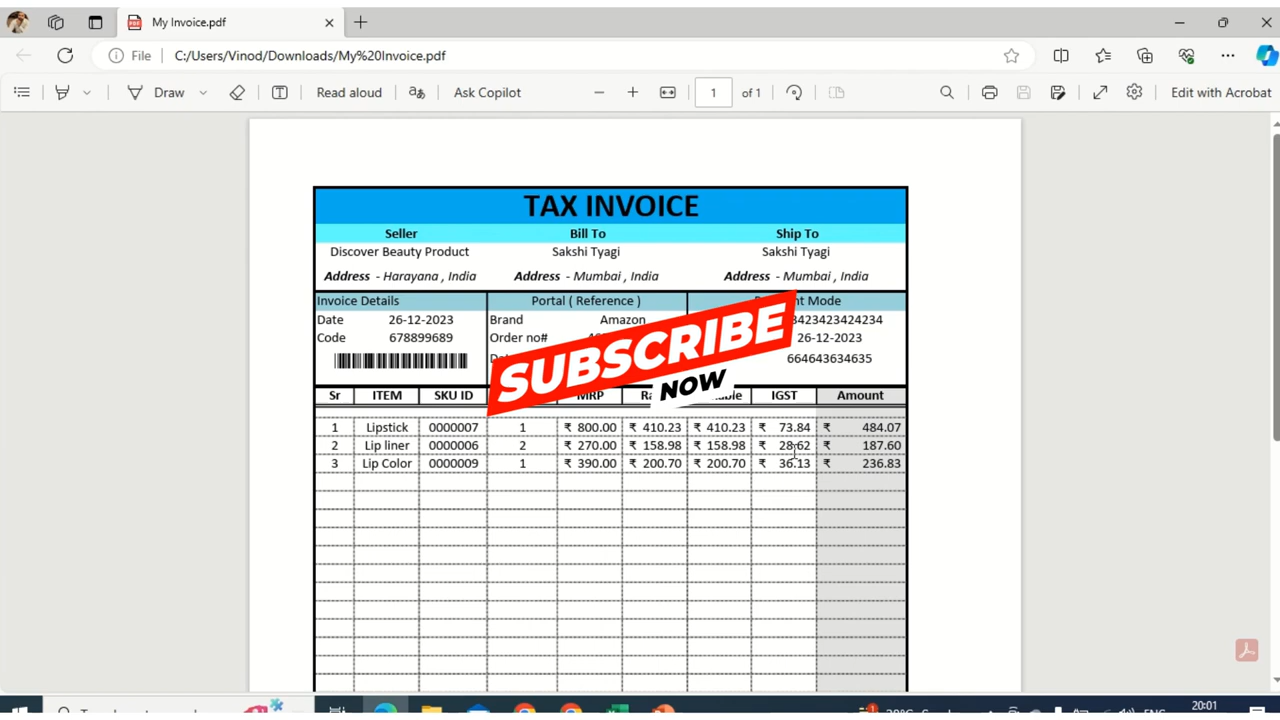 My Invoice.pdf
File | C:/Users/Vinod/Downloads/My%20Invoice.pdf
Draw Read aloud Ask Copilot 1 of 1 Edit with Acrobat
TAX INVOICE
Seller Bill To Ship To
Discover Beauty Product Sakshi Tyagi Sakshi Tyagi
Address - Harayana , India Address - Mumbai , India Address - Mumbai , India
Invoice Details Portal ( Reference ) Mode
Date 26-12-2023 Brand Amazon 3423423424234
Code 678899689 Order no# 26-12-2023
664643634635
SUBSCRIBE
NOW
Sr ITEM SKU ID MRP IGST Amount
1 Lipstick 0000007 1 ₹ 800.00 ₹ 410.23 ₹ 410.23 ₹ 73.84 ₹ 484.07
2 Lip liner 0000006 2 ₹ 270.00 ₹ 158.98 ₹ 158.98 ₹ 28.62 ₹ 187.60
3 Lip Color 0000009 1 ₹ 390.00 ₹ 200.70 ₹ 200.70 ₹ 36.13 ₹ 236.83
20:01